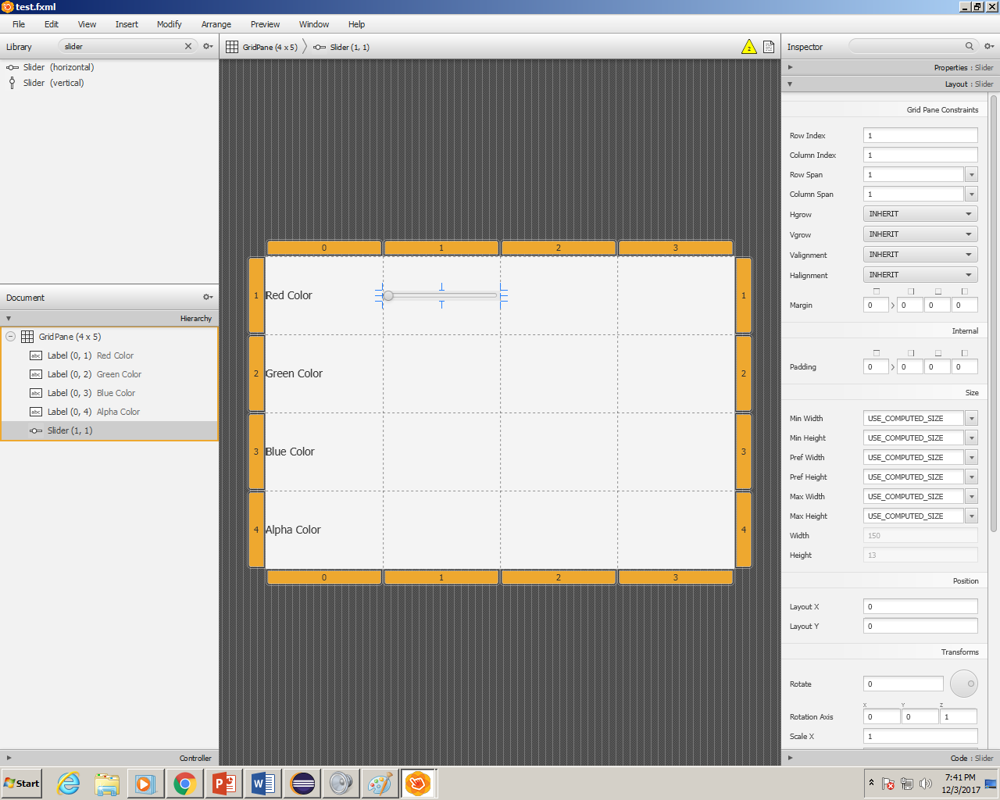 test.fxml
File Edit View Insert Modify Arrange Preview Window Help
Library slider
Slider (horizontal)
Slider (vertical)
Document
Hierarchy
GridPane (4 x 5)
abc Label (0, 1) Red Color
abc Label (0, 2) Green Color
abc Label (0, 3) Blue Color
abc Label (0, 4) Alpha Color
Slider (1, 1)
Controller
GridPane (4 x 5) Slider (1, 1) 2
0 1 2 3
1 Red Color 1
2 Green Color 2
3 Blue Color 3
4 Alpha Color 4
0 1 2 3
Inspector
Properties : Slider
Layout : Slider
Grid Pane Constraints
Row Index 1
Column Index 1
Row Span 1
Column Span 1
Hgrow INHERIT
Vgrow INHERIT
Valignment INHERIT
Halignment INHERIT
Margin 0 > 0 0 0
Internal
Padding 0 > 0 0 0
Size
Min Width USE_COMPUTED_SIZE
Min Height USE_COMPUTED_SIZE
Pref Width USE_COMPUTED_SIZE
Pref Height USE_COMPUTED_SIZE
Max Width USE_COMPUTED_SIZE
Max Height USE_COMPUTED_SIZE
Width 150
Height 13
Position
Layout X 0
Layout Y 0
Transforms
Rotate 0
X Y Z
Rotation Axis 0 0 1
Scale X 1
Code : Slider
Start
7:41 PM
12/3/2017